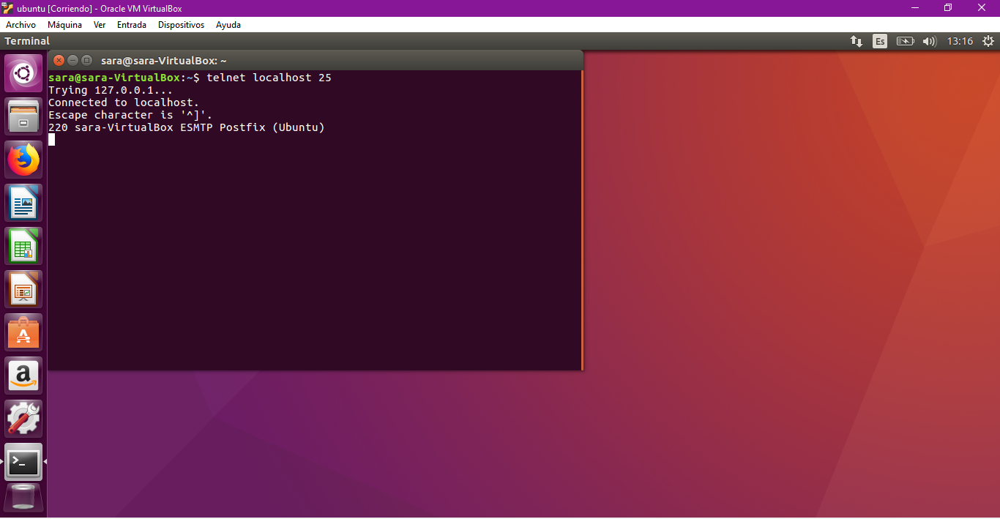 ubuntu [Corriendo] - Oracle VM VirtualBox
Archivo Máquina Ver Entrada Dispositivos Ayuda
Terminal Es 13:16
sara@sara-VirtualBox: ~
sara@sara-VirtualBox:~$ telnet localhost 25
Trying 127.0.0.1...
Connected to localhost.
Escape character is '^]'.
220 sara-VirtualBox ESMTP Postfix (Ubuntu)